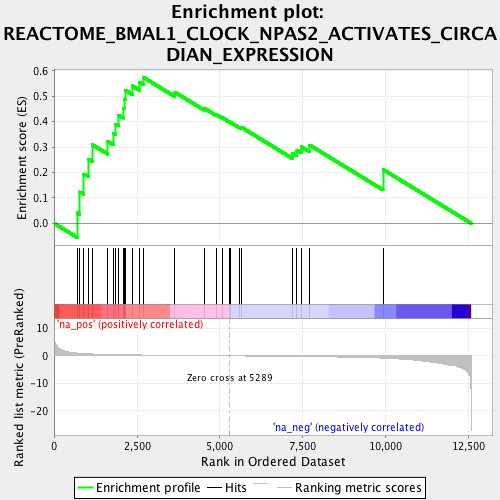 Enrichment plot:
REACTOME_BMAL1_CLOCK_NPAS2_ACTIVATES_CIRCA
DIAN_EXPRESSION
Enrichment score (ES)
0.6
0.5
0.4
0.3
0.2
0.1
0.0
'na_pos' (positively correlated)
Ranked list metric (PreRanked)
10
5
0
-5
-10
-15
-20
Zero cross at 5289
'na_neg' (negatively correlated)
0
2,500
5,000
7,500
10,000
12,500
Rank in Ordered Dataset
Enrichment profile
Hits
Ranking metric scores